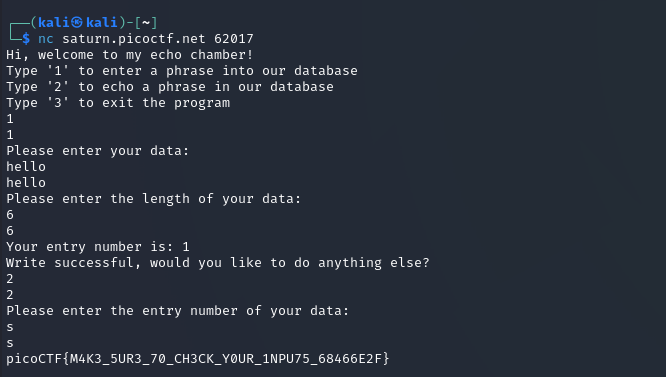 ┌──(kali㉿kali)-[~]
└─$ nc saturn.picoctf.net 62017
Hi, welcome to my echo chamber!
Type '1' to enter a phrase into our database
Type '2' to echo a phrase in our database
Type '3' to exit the program
1
1
Please enter your data:
hello
hello
Please enter the length of your data:
6
6
Your entry number is: 1
Write successful, would you like to do anything else?
2
2
Please enter the entry number of your data:
s
s
picoCTF{M4K3_5UR3_70_CH3CK_Y0UR_1NPU75_68466E2F}